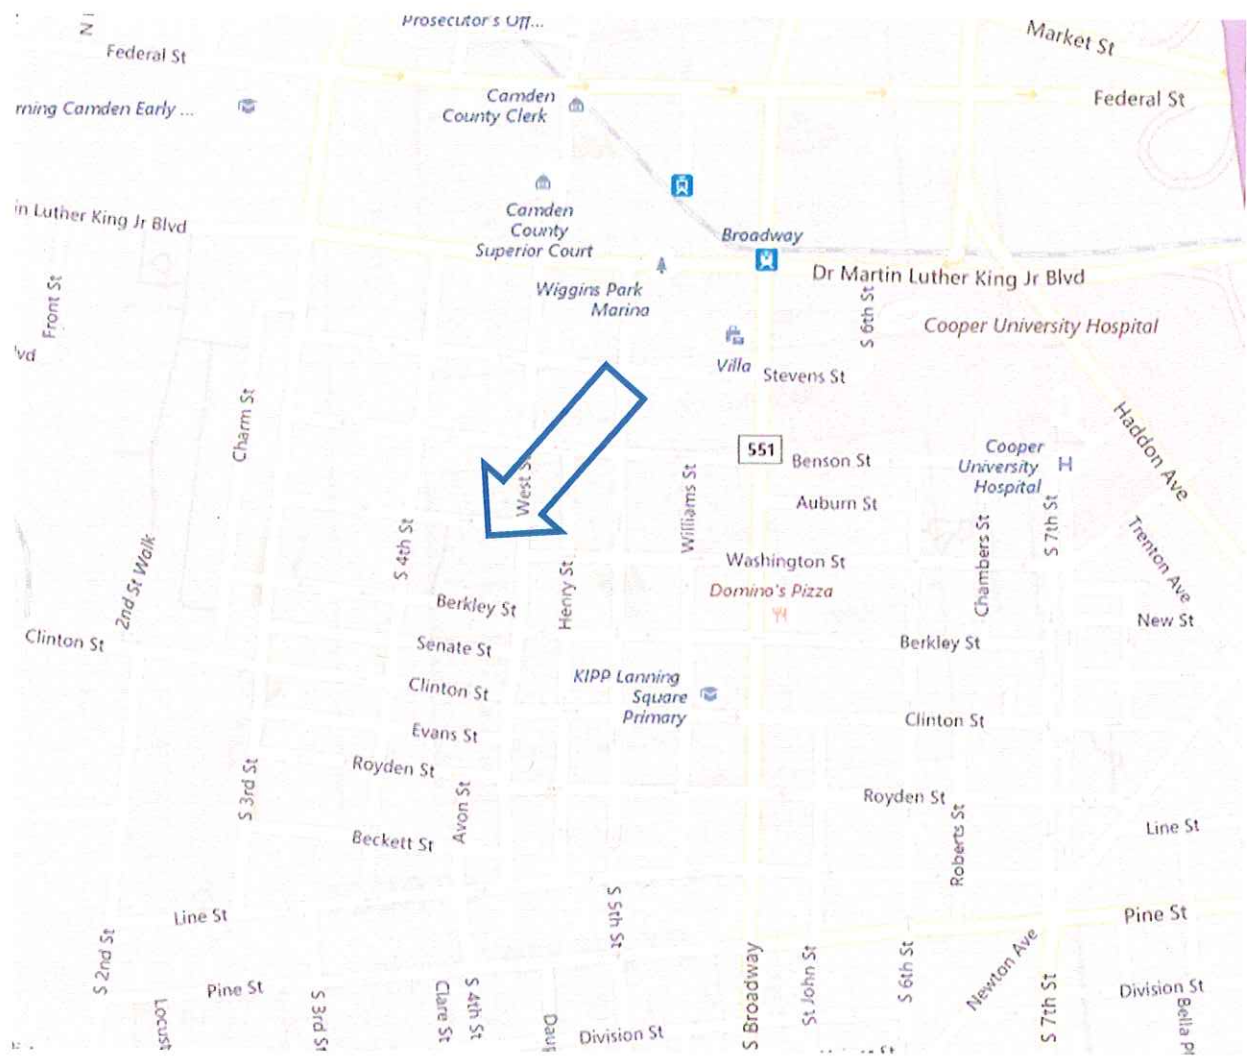 Prosecutor's Off...
Market St
Federal St
Federal St
rning Camden Early ...
Camden
County Clerk
in Luther King Jr Blvd
Camden
County
Superior Court
Broadway
Dr Martin Luther King Jr Blvd
Wiggins Park
Marina
Front St
S 6th St
Cooper University Hospital
'vd
Villa
Stevens St
Charm St
Haddon Ave
551
Benson St
Cooper
University
Hospital
H
West St
Williams St
Auburn St
S 7th St
S 4th St
Chambers St
Trenton Ave
2nd St Walk
Washington St
Domino's Pizza
Henry St
Berkley St
New St
Clinton St
Senate St
Berkley St
KIPP Lanning
Square
Primary
Clinton St
Clinton St
Evans St
Royden St
S 3rd St
Avon St
Royden St
Roberts St
Line St
Beckett St
Line St
S 5th St
Pine St
S 2nd St
Pine St
S Broadway
St John St
S 6th St
Newton Ave
S 7th St
Division St
Locust
S 3rd St
Clare St
S 4th St
Division St
Bella Pl